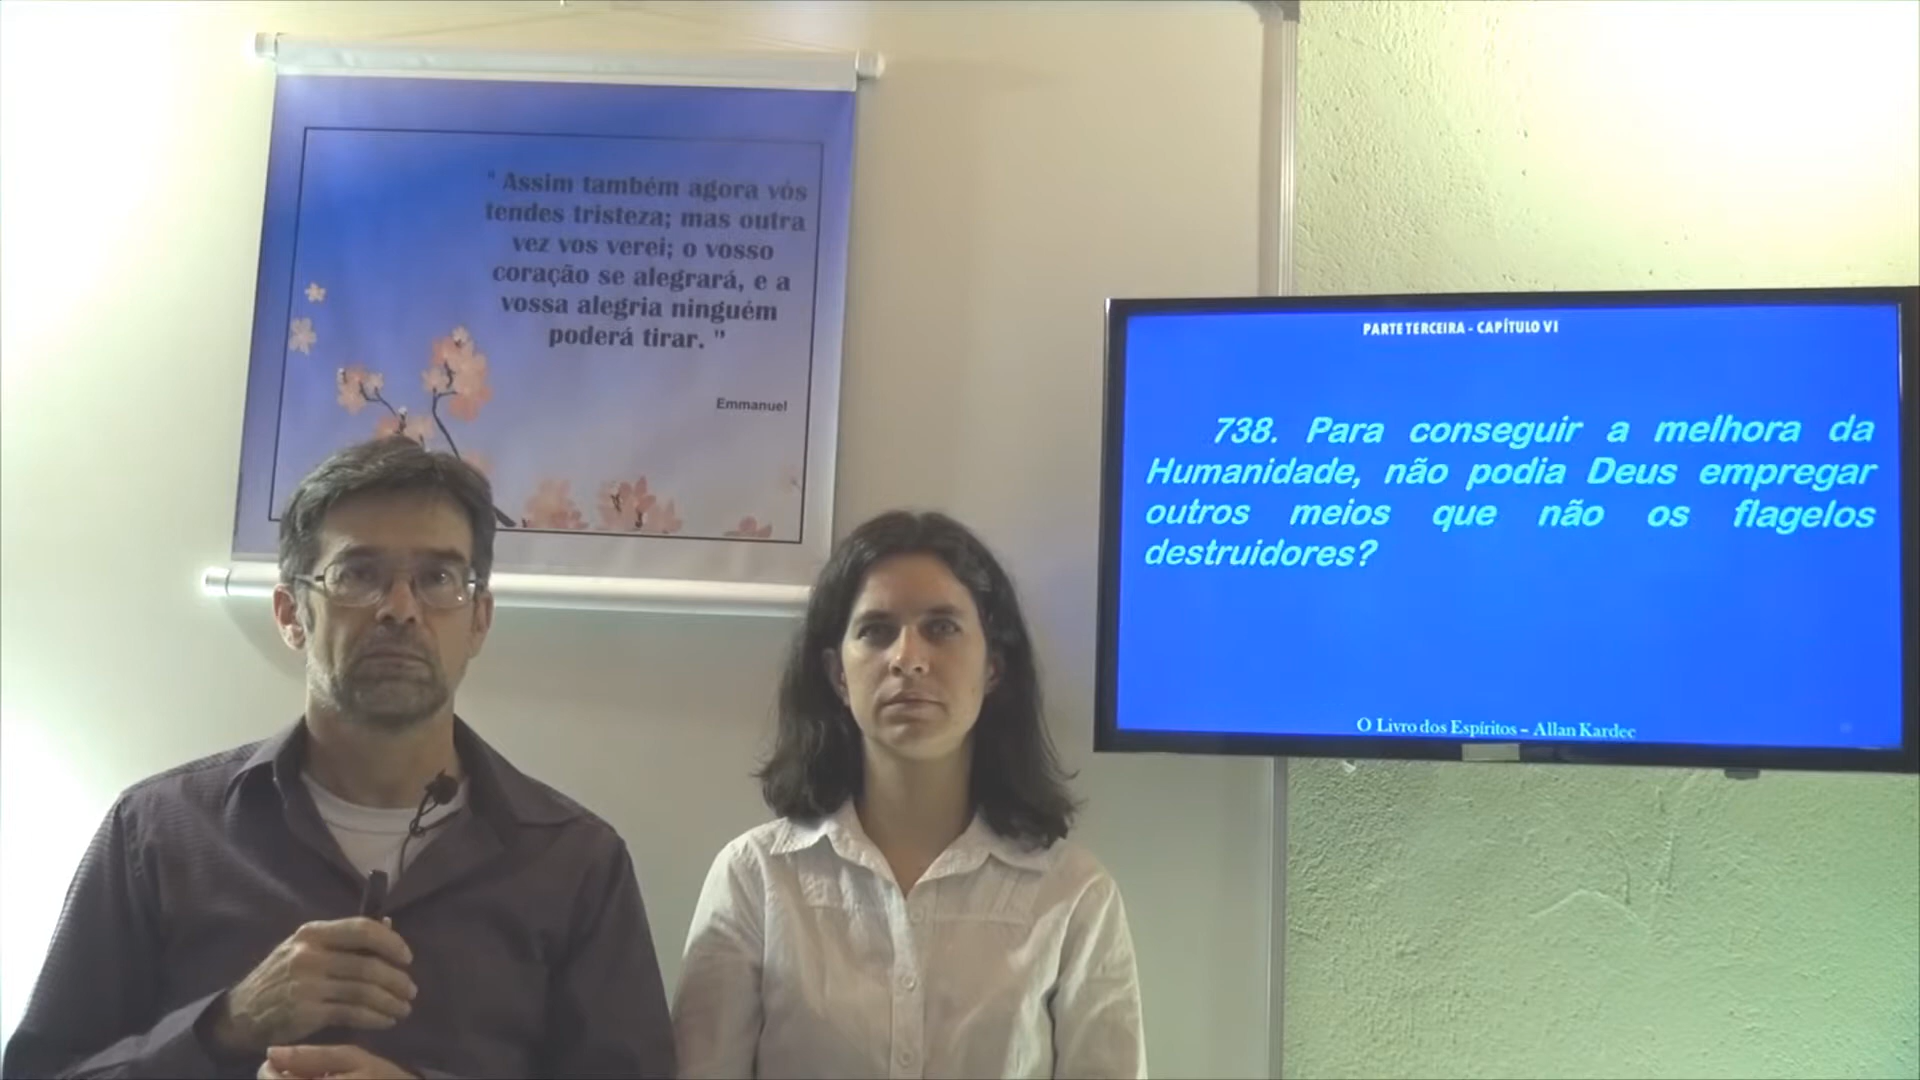 " Assim também agora vós
tendes tristeza; mas outra
vez vos verei; o vosso
coração se alegrará, e a
vossa alegria ninguém
poderá tirar. "
Emmanuel
PARTE TERCEIRA - CAPÍTULO VI
738. Para conseguir a melhora da
Humanidade, não podia Deus empregar
outros meios que não os flagelos
destruidores?
O Livro dos Espíritos – Allan Kardec